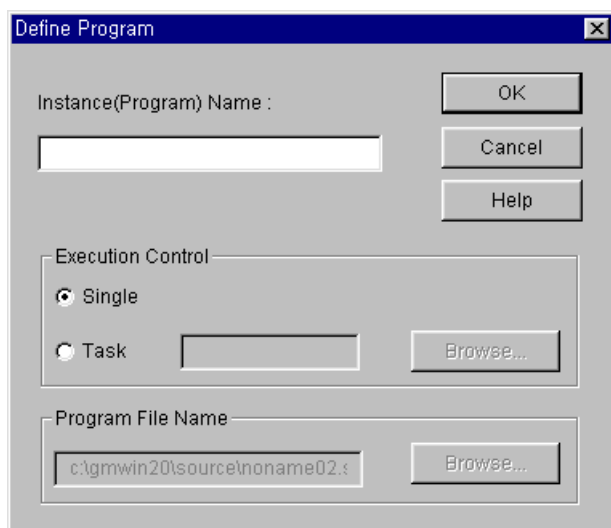 Define Program
Instance(Program) Name :
OK
Cancel
Help
Execution Control
Single
Task
Browse...
Program File Name
c:\gmwin20\source\noname02.s
Browse...